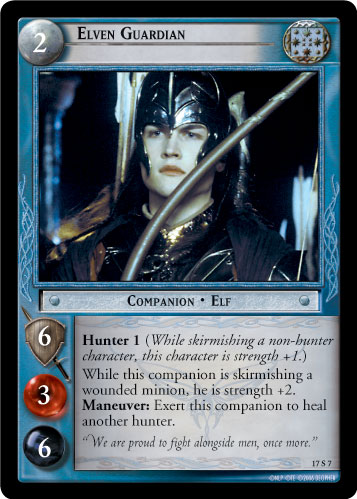 2
ELVEN GUARDIAN
COMPANION • ELF
6
3
6
Hunter 1 (While skirmishing a non-hunter
character, this character is strength +1.)
While this companion is skirmishing a
wounded minion, he is strength +2.
Maneuver: Exert this companion to heal
another hunter.
"We are proud to fight alongside men, once more."
17 S 7